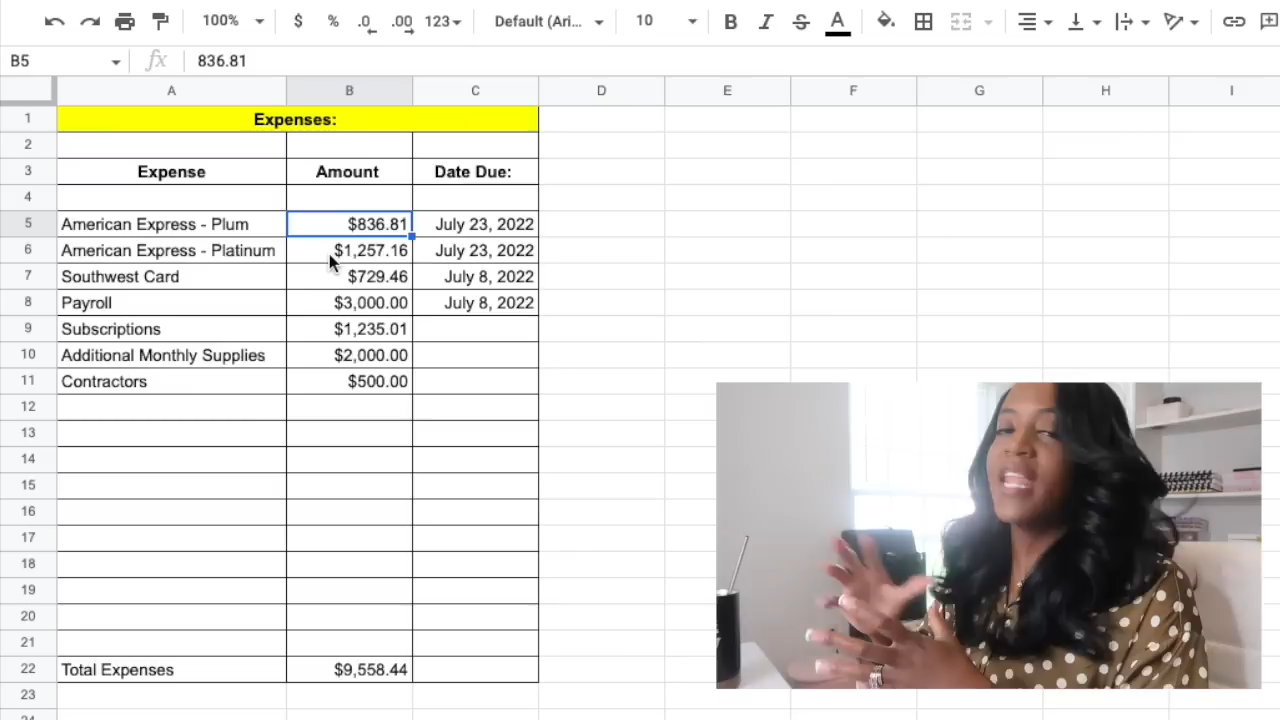 100% $ % .0 .00 123 Default (Ari... 10 B I S A
B5 fx 836.81
A B C D E F G H I
1 Expenses:
2
3 Expense Amount Date Due:
4
5 American Express - Plum $836.81 July 23, 2022
6 American Express - Platinum $1,257.16 July 23, 2022
7 Southwest Card $729.46 July 8, 2022
8 Payroll $3,000.00 July 8, 2022
9 Subscriptions $1,235.01
10 Additional Monthly Supplies $2,000.00
11 Contractors $500.00
12
13
14
15
16
17
18
19
20
21
22 Total Expenses $9,558.44
23